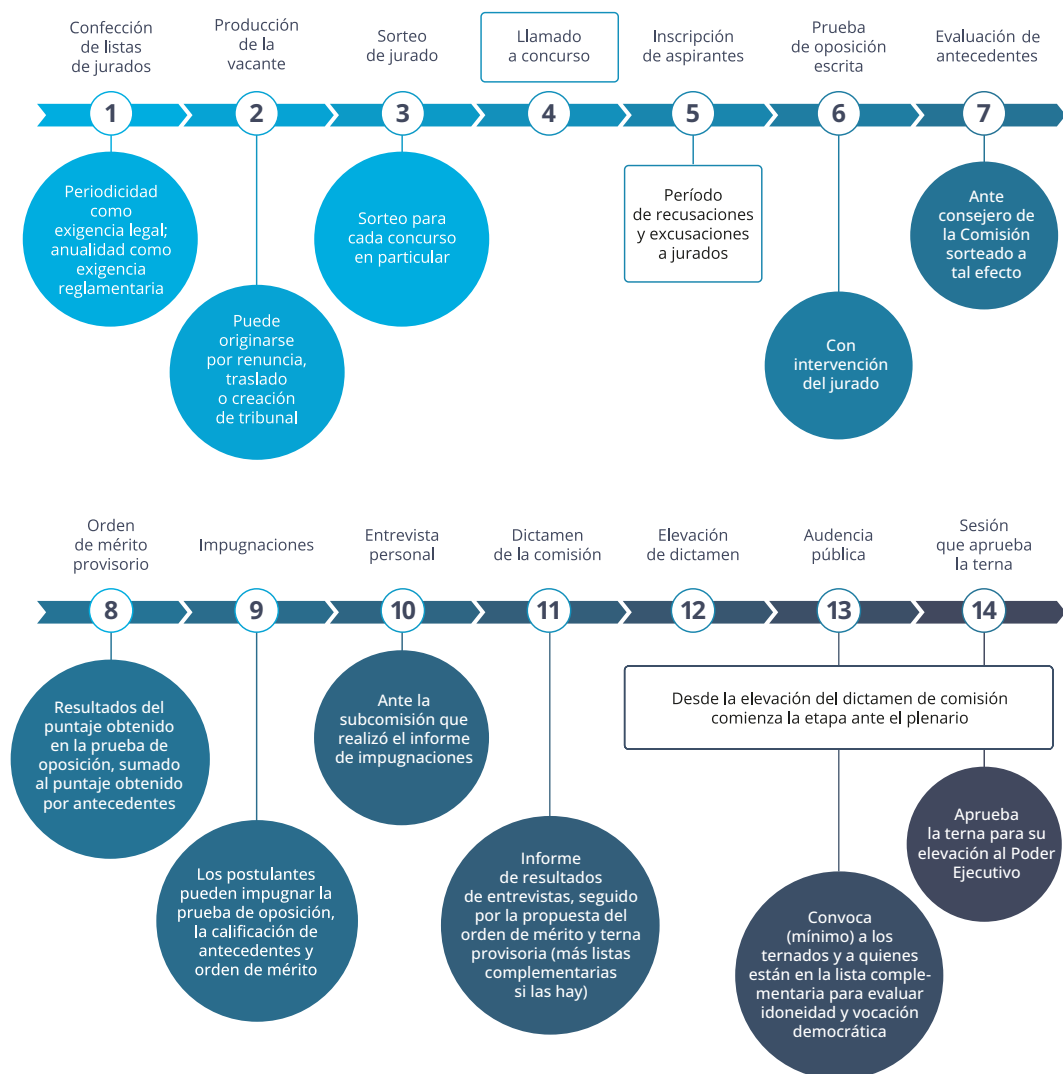 Confección
de listas
de jurados
Producción
de la
vacante
Sorteo
de jurado
Llamado
a concurso
Inscripción
de aspirantes
Prueba
de oposición
escrita
Evaluación de
antecedentes
1
2
3
4
5
6
7
Periodicidad
como
exigencia legal;
anualidad como
exigencia
reglamentaria
Puede
originarse
por renuncia,
traslado
o creación
de tribunal
Sorteo para
cada concurso
en particular
Período
de recusaciones
y excusaciones
a jurados
Con
intervención
del jurado
Ante
consejero de
la Comisión
sorteado a
tal efecto
Orden
de mérito
provisorio
Impugnaciones
Entrevista
personal
Dictamen
de la comisión
Elevación
de dictamen
Audencia
pública
Sesión
que aprueba
la terna
8
9
10
11
12
13
14
Resultados del
puntaje obtenido
en la prueba de
oposición, sumado
al puntaje obtenido
por antecedentes
Los postulantes
pueden impugnar la
prueba de oposición,
la calificación de
antecedentes y
orden de mérito
Ante la
subcomisión que
realizó el informe
de impugnaciones
Informe
de resultados
de entrevistas, seguido
por la propuesta del
orden de mérito y terna
provisoria (más listas
complementarias
si las hay)
Desde la elevación del dictamen de comisión
comienza la etapa ante el plenario
Convoca
(mínimo) a los
ternados y a quienes
están en la lista comple-
mentaria para evaluar
idoneidad y vocación
democrática
Aprueba
la terna para su
elevación al Poder
Ejecutivo